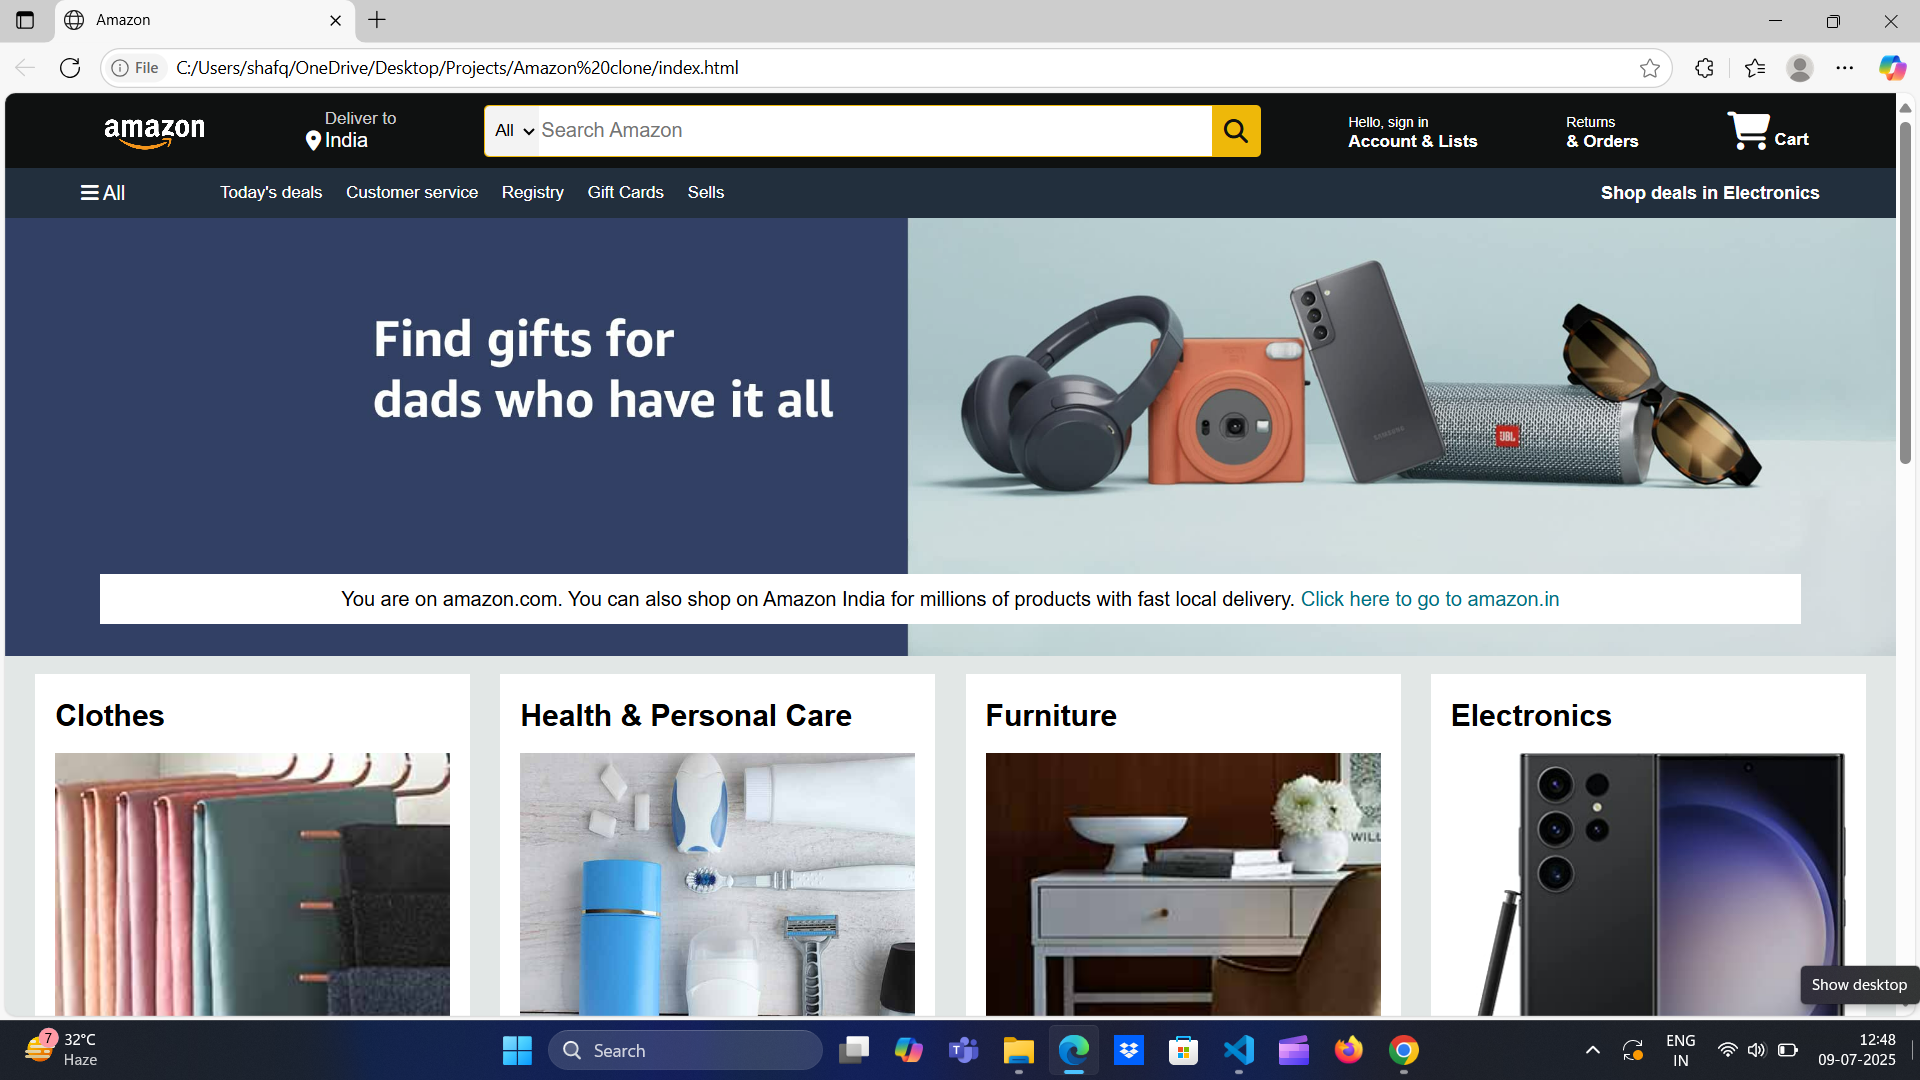 Amazon
File
C:/Users/shafq/OneDrive/Desktop/Projects/Amazon%20clone/index.html
amazon
Deliver to
India
All
Search Amazon
Hello, sign in
Account & Lists
Returns
& Orders
Cart
All
Today's deals
Customer service
Registry
Gift Cards
Sells
Shop deals in Electronics
Find gifts for
dads who have it all
SAMSUNG
JBL
You are on amazon.com. You can also shop on Amazon India for millions of products with fast local delivery. Click here to go to amazon.in
Clothes
Health & Personal Care
Furniture
Electronics
WILL
Show desktop
7
32°C
Haze
Search
ENG
IN
12:48
09-07-2025